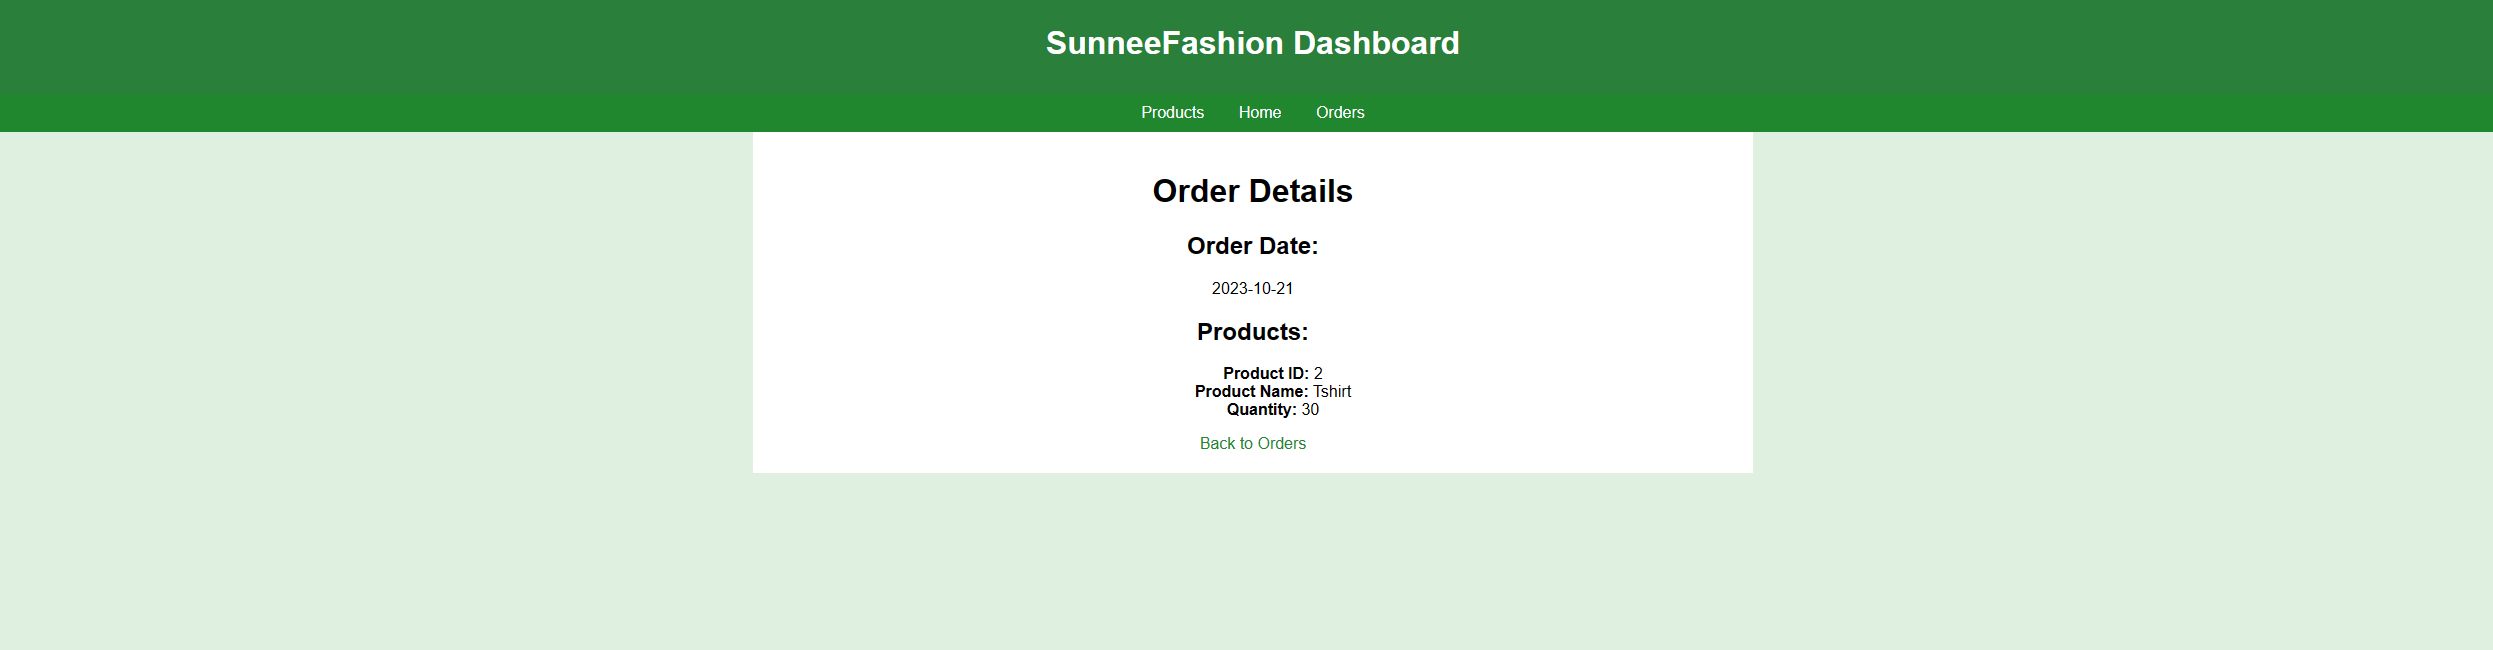 SunneeFashion Dashboard
Products Home Orders
Order Details
Order Date:
2023-10-21
Products:
Product ID: 2
Product Name: Tshirt
Quantity: 30
Back to Orders